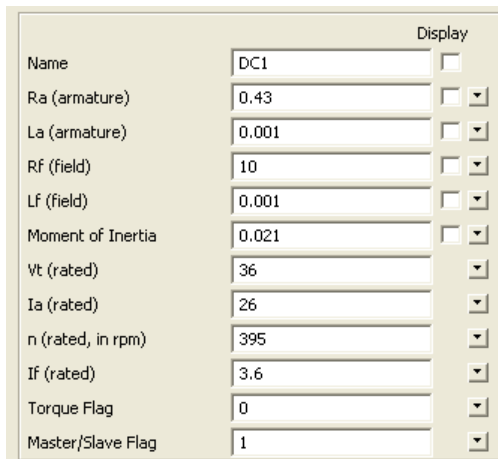 Display
Name DC1
Ra (armature) 0.43
La (armature) 0.001
Rf (field) 10
Lf (field) 0.001
Moment of Inertia 0.021
Vt (rated) 36
Ia (rated) 26
n (rated, in rpm) 395
If (rated) 3.6
Torque Flag 0
Master/Slave Flag 1